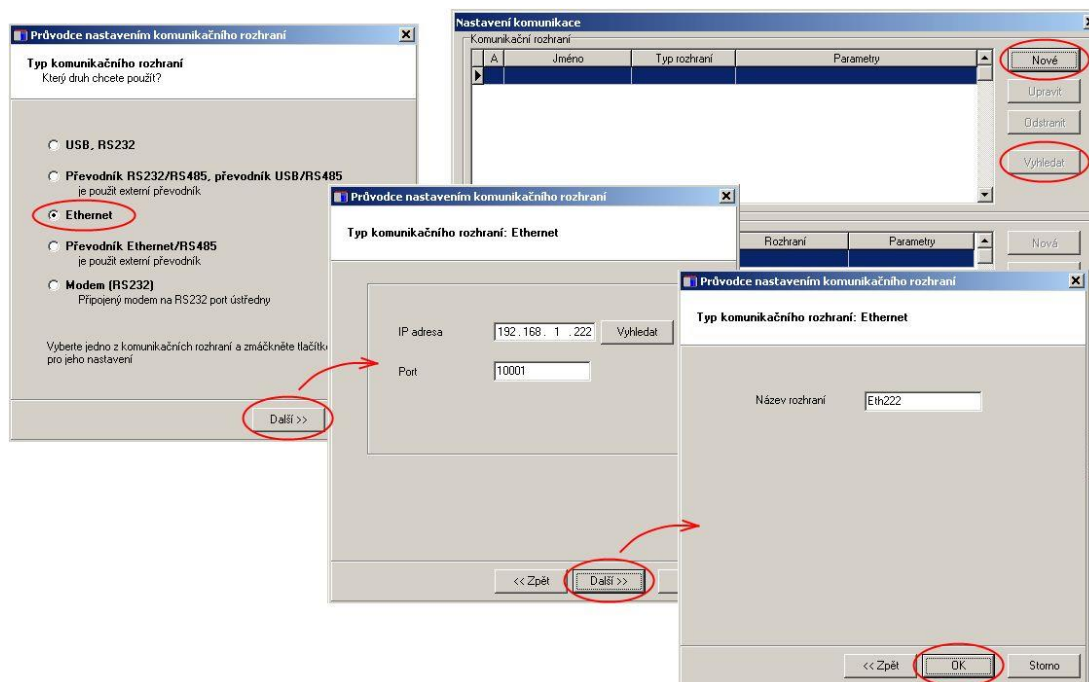 Průvodce nastavením komunikačního rozhraní
Typ komunikačního rozhraní
Který druh chcete použít?
USB, RS232
Převodník RS232/RS485, převodník USB/RS485
je použit externí převodník
Ethernet
Převodník Ethernet/RS485
je použit externí převodník
Modem (RS232)
Připojený modem na RS232 port ústředny
Vyberte jedno z komunikačních rozhraní a zmáčkněte tlačítko
pro jeho nastavení
Další >>
Nastavení komunikace
Komunikační rozhraní
A Jméno Typ rozhraní Parametry
Nové
Upravit
Odstranit
Vyhledat
Rozhraní Parametry
Nová
Průvodce nastavením komunikačního rozhraní
Typ komunikačního rozhraní: Ethernet
IP adresa 192.168. 1 .222 Vyhledat
Port 10001
<< Zpět Další >>
Průvodce nastavením komunikačního rozhraní
Typ komunikačního rozhraní: Ethernet
Název rozhraní Eth222
<< Zpět OK Storno